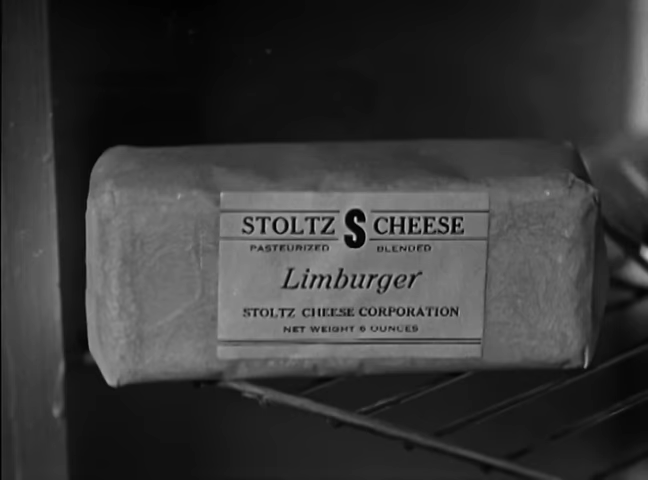 STOLTZ S CHEESE
PASTEURIZED BLENDED
Limburger
STOLTZ CHEESE CORPORATION
NET WEIGHT 6 OUNCES